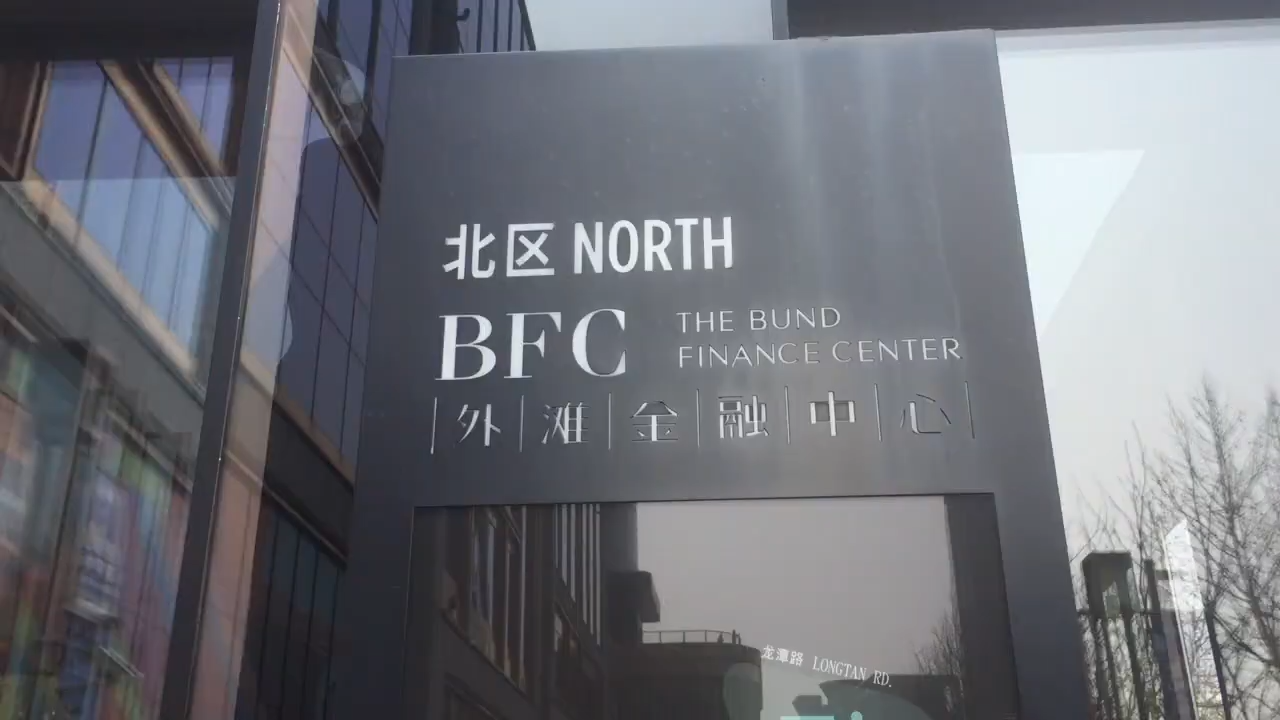 北区 NORTH
BFC THE BUND
FINANCE CENTER
外滩金融中心
龙潭路 LONGTAN RD.